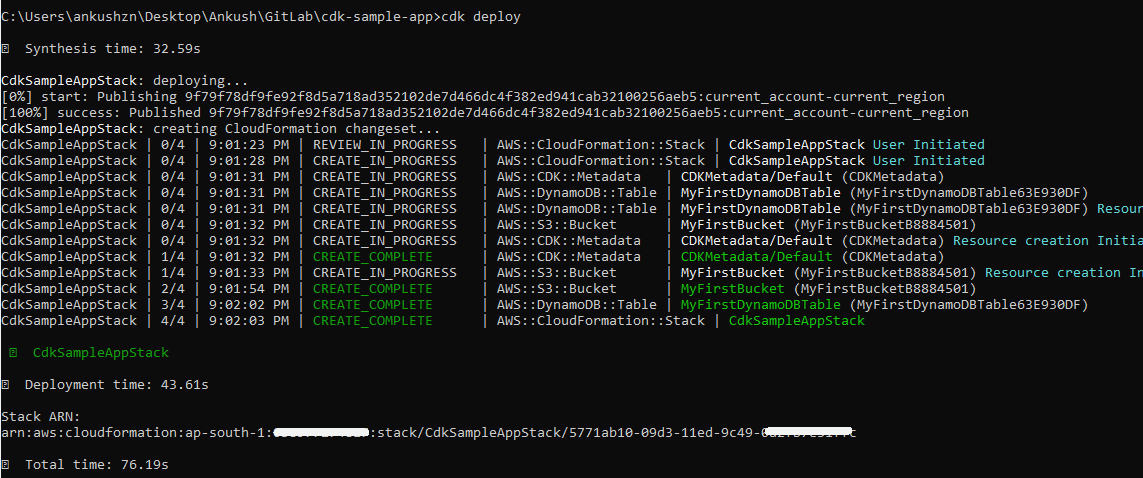 C:\Users\ankushzn\Desktop\Ankush\GitLab\cdk-sample-app>cdk deploy
Synthesis time: 32.59s
CdkSampleAppStack: deploying...
[0%] start: Publishing 9f79f78df9fe92f8d5a718ad352102de7d466dc4f382ed941cab32100256aeb5:current_account-current_region
[100%] success: Published 9f79f78df9fe92f8d5a718ad352102de7d466dc4f382ed941cab32100256aeb5:current_account-current_region
CdkSampleAppStack: creating CloudFormation changeset...
CdkSampleAppStack | 0/4 | 9:01:23 PM | REVIEW_IN_PROGRESS | AWS::CloudFormation::Stack | CdkSampleAppStack User Initiated
CdkSampleAppStack | 0/4 | 9:01:28 PM | CREATE_IN_PROGRESS | AWS::CloudFormation::Stack | CdkSampleAppStack User Initiated
CdkSampleAppStack | 0/4 | 9:01:31 PM | CREATE_IN_PROGRESS | AWS::CDK::Metadata | CDKMetadata/Default (CDKMetadata)
CdkSampleAppStack | 0/4 | 9:01:31 PM | CREATE_IN_PROGRESS | AWS::DynamoDB::Table | MyFirstDynamoDBTable (MyFirstDynamoDBTable63E930DF)
CdkSampleAppStack | 0/4 | 9:01:31 PM | CREATE_IN_PROGRESS | AWS::DynamoDB::Table | MyFirstDynamoDBTable (MyFirstDynamoDBTable63E930DF) Resou
CdkSampleAppStack | 0/4 | 9:01:32 PM | CREATE_IN_PROGRESS | AWS::S3::Bucket | MyFirstBucket (MyFirstBucketB8884501)
CdkSampleAppStack | 0/4 | 9:01:32 PM | CREATE_IN_PROGRESS | AWS::CDK::Metadata | CDKMetadata/Default (CDKMetadata) Resource creation Initia
CdkSampleAppStack | 1/4 | 9:01:32 PM | CREATE_COMPLETE | AWS::CDK::Metadata | CDKMetadata/Default (CDKMetadata)
CdkSampleAppStack | 1/4 | 9:01:33 PM | CREATE_IN_PROGRESS | AWS::S3::Bucket | MyFirstBucket (MyFirstBucketB8884501) Resource creation In
CdkSampleAppStack | 2/4 | 9:01:54 PM | CREATE_COMPLETE | AWS::S3::Bucket | MyFirstBucket (MyFirstBucketB8884501)
CdkSampleAppStack | 3/4 | 9:02:02 PM | CREATE_COMPLETE | AWS::DynamoDB::Table | MyFirstDynamoDBTable (MyFirstDynamoDBTable63E930DF)
CdkSampleAppStack | 4/4 | 9:02:03 PM | CREATE_COMPLETE | AWS::CloudFormation::Stack | CdkSampleAppStack
CdkSampleAppStack
Deployment time: 43.61s
Stack ARN:
arn:aws:cloudformation:ap-south-1: :stack/CdkSampleAppStack/5771ab10-09d3-11ed-9c49-
Total time: 76.19s